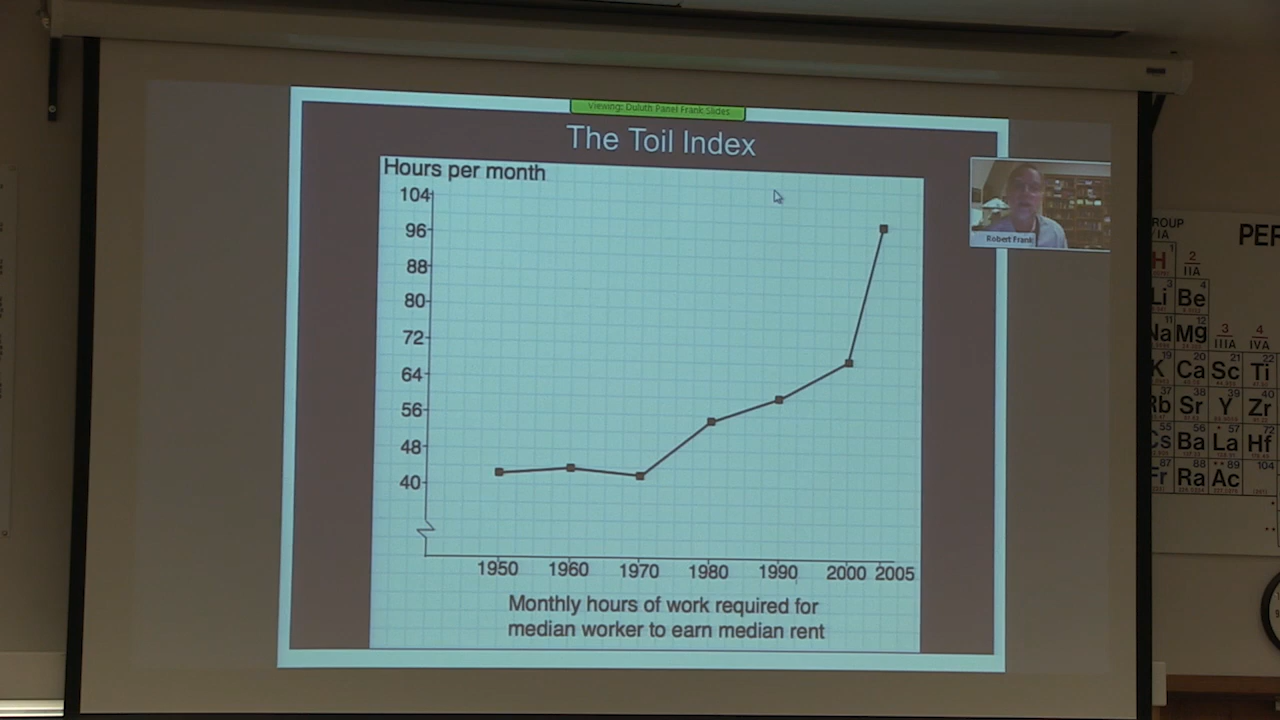 Viewing: Duluth Panel Frank Slides
The Toil Index
Hours per month
104
96
88
80
72
64
56
48
40
1950 1960 1970 1980 1990 2000 2005
Monthly hours of work required for
median worker to earn median rent
Robert Frank
PER
IA
H 2
IIA
Li Be
Na Mg 3 4
IIIA IVA
K Ca Sc Ti
Rb Sr Y Zr
Cs Ba La Hf
Fr Ra Ac 104